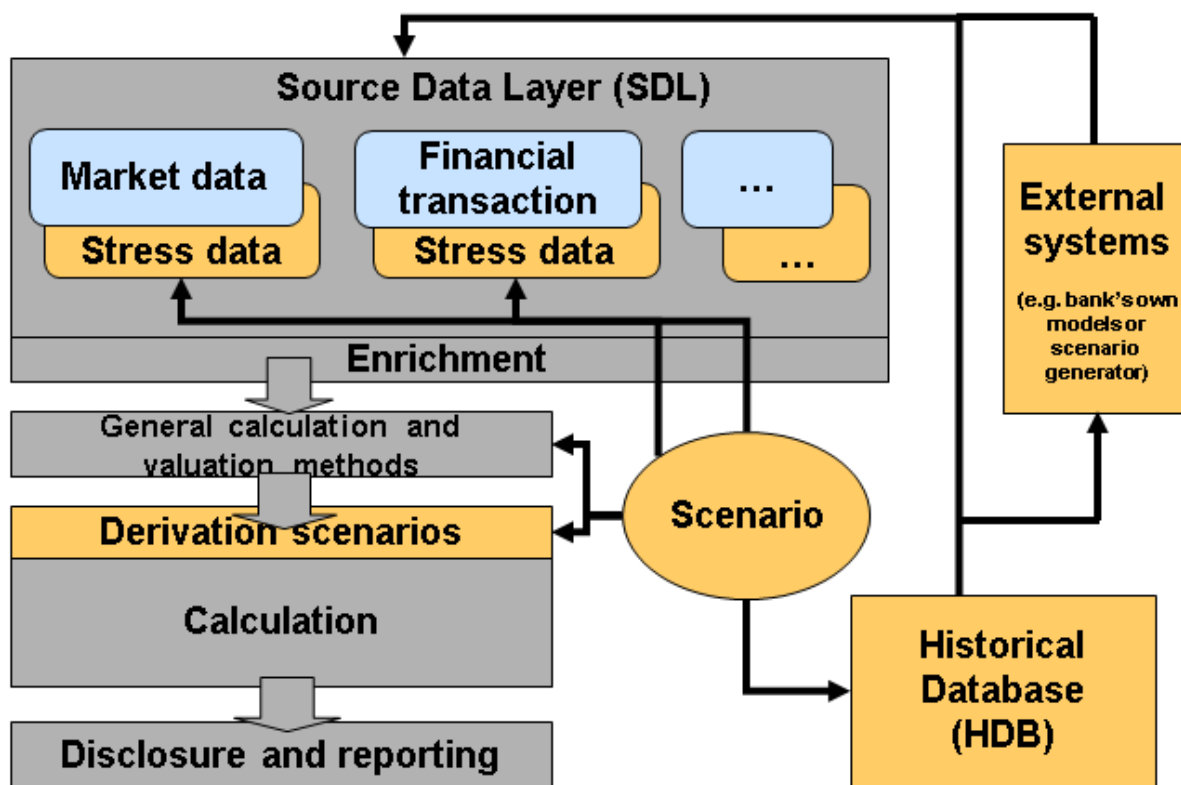 Source Data Layer (SDL)
Market data
Stress data
Financial
transaction
Stress data
...
...
Enrichment
General calculation and
valuation methods
Derivation scenarios
Calculation
Disclosure and reporting
Scenario
External
systems
(e.g. bank's own
models or
scenario
generator)
Historical
Database
(HDB)